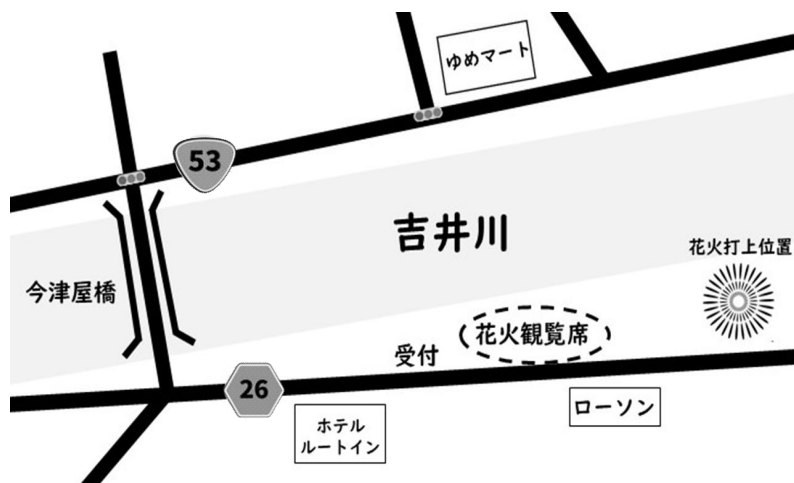 ゆめマート
53
吉井川
花火打上位置
今津屋橋
花火観覧席
受付
26
ローソン
ホテル
ルートイン